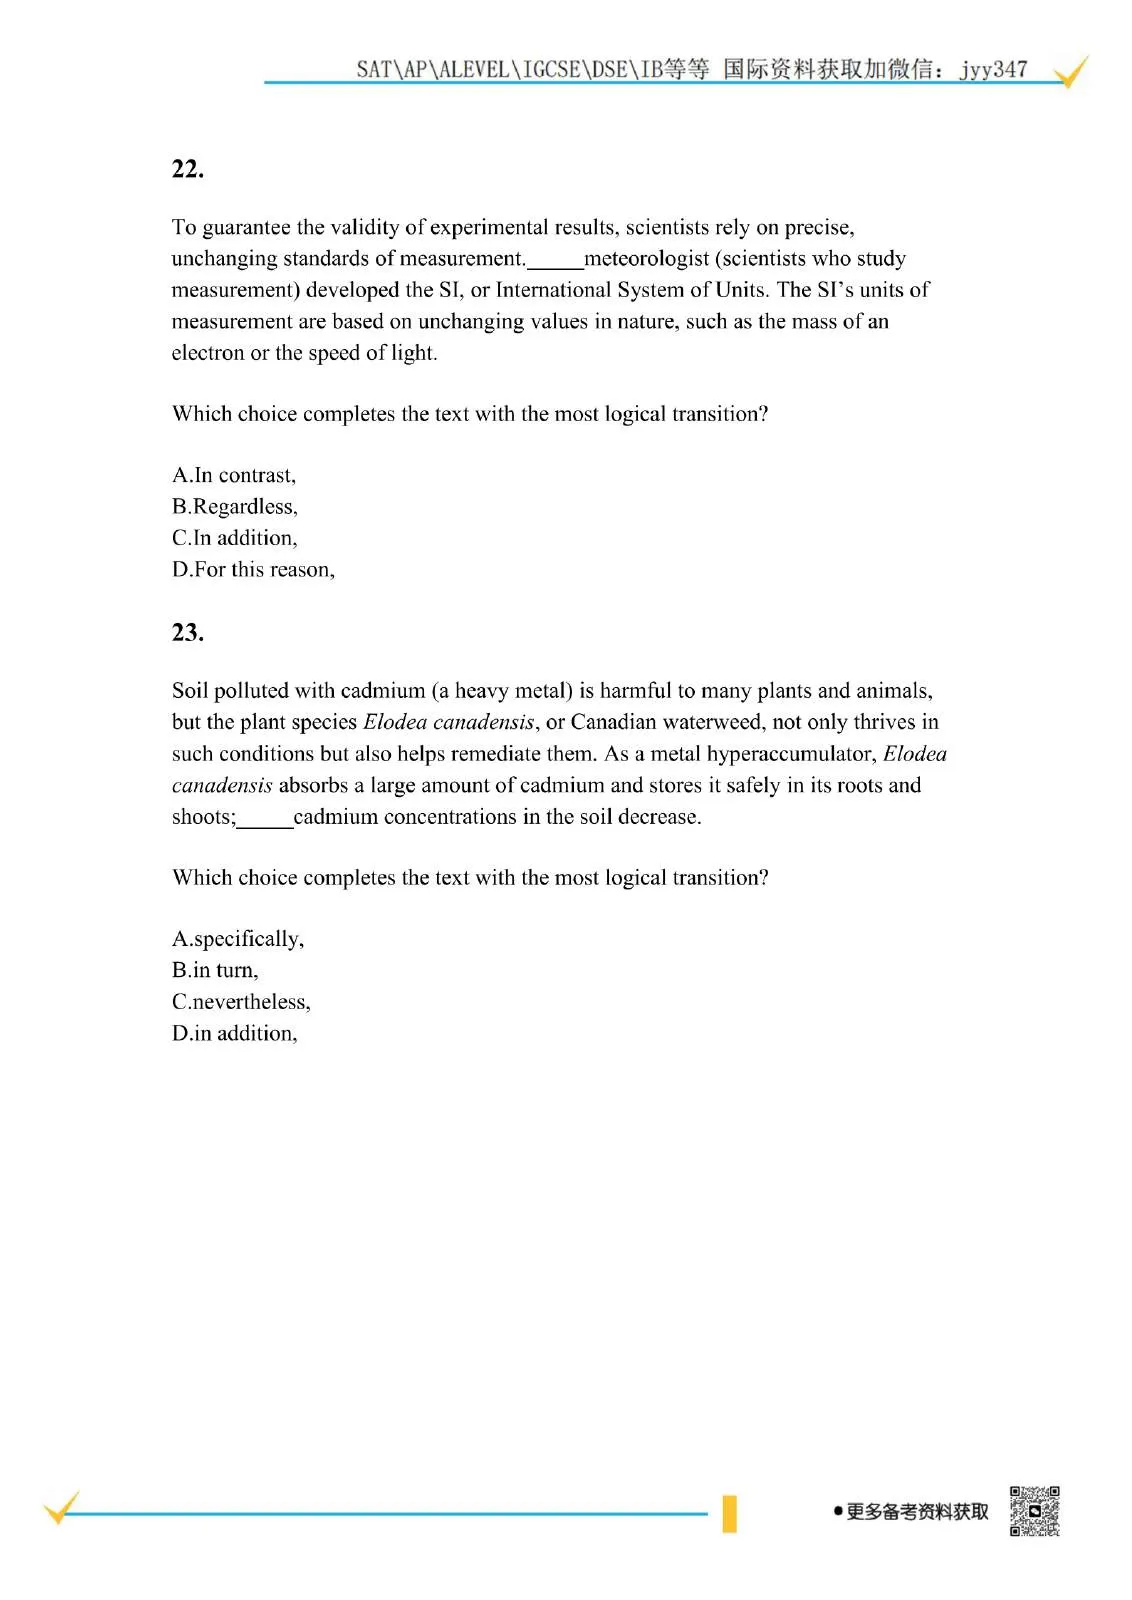 SAT\AP\ALEVEL\IGCSE\DSE\IB等等 国际资料获取加微信：jyy347
22.
To guarantee the validity of experimental results, scientists rely on precise,
unchanging standards of measurement._____meteorologist (scientists who study
measurement) developed the SI, or International System of Units. The SI’s units of
measurement are based on unchanging values in nature, such as the mass of an
electron or the speed of light.
Which choice completes the text with the most logical transition?
A.In contrast,
B.Regardless,
C.In addition,
D.For this reason,
23.
Soil polluted with cadmium (a heavy metal) is harmful to many plants and animals,
but the plant species Elodea canadensis, or Canadian waterweed, not only thrives in
such conditions but also helps remediate them. As a metal hyperaccumulator, Elodea
canadensis absorbs a large amount of cadmium and stores it safely in its roots and
shoots;_____cadmium concentrations in the soil decrease.
Which choice completes the text with the most logical transition?
A.specifically,
B.in turn,
C.nevertheless,
D.in addition,
•更多备考资料获取